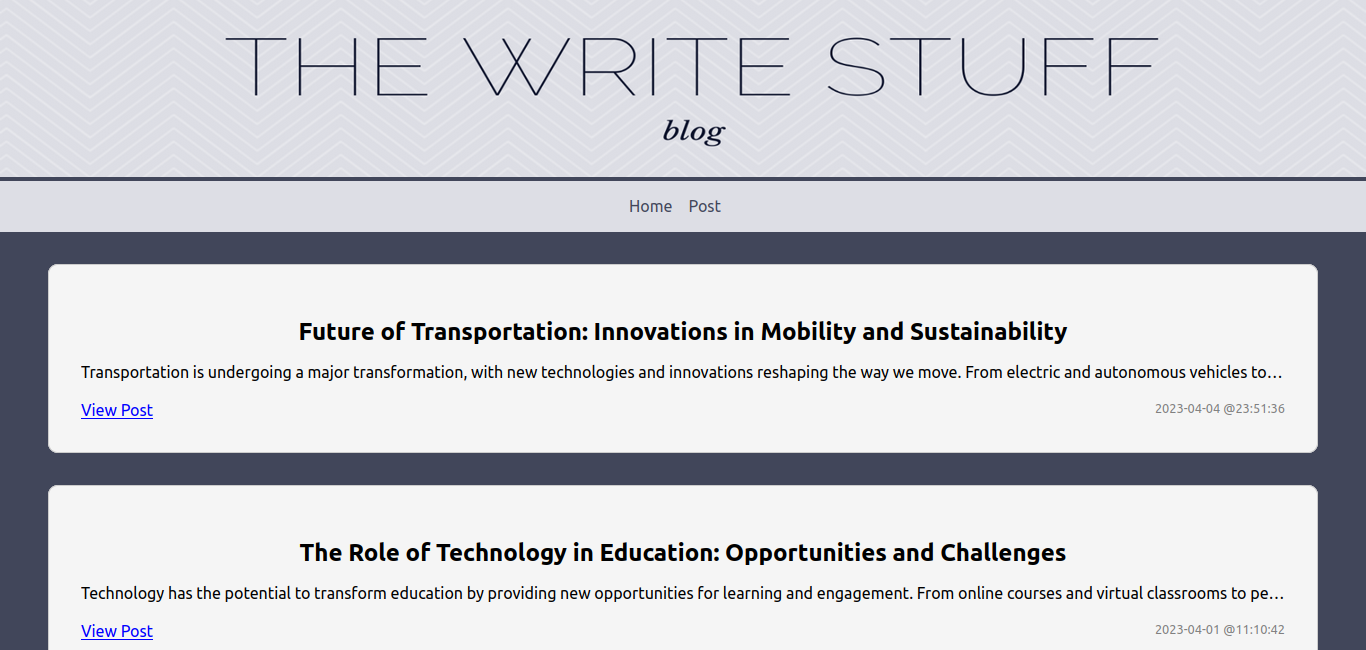 THE WRITE STUFF
blog
Home Post
Future of Transportation: Innovations in Mobility and Sustainability
Transportation is undergoing a major transformation, with new technologies and innovations reshaping the way we move. From electric and autonomous vehicles to…
View Post 2023-04-04 @23:51:36
The Role of Technology in Education: Opportunities and Challenges
Technology has the potential to transform education by providing new opportunities for learning and engagement. From online courses and virtual classrooms to pe…
View Post 2023-04-01 @11:10:42